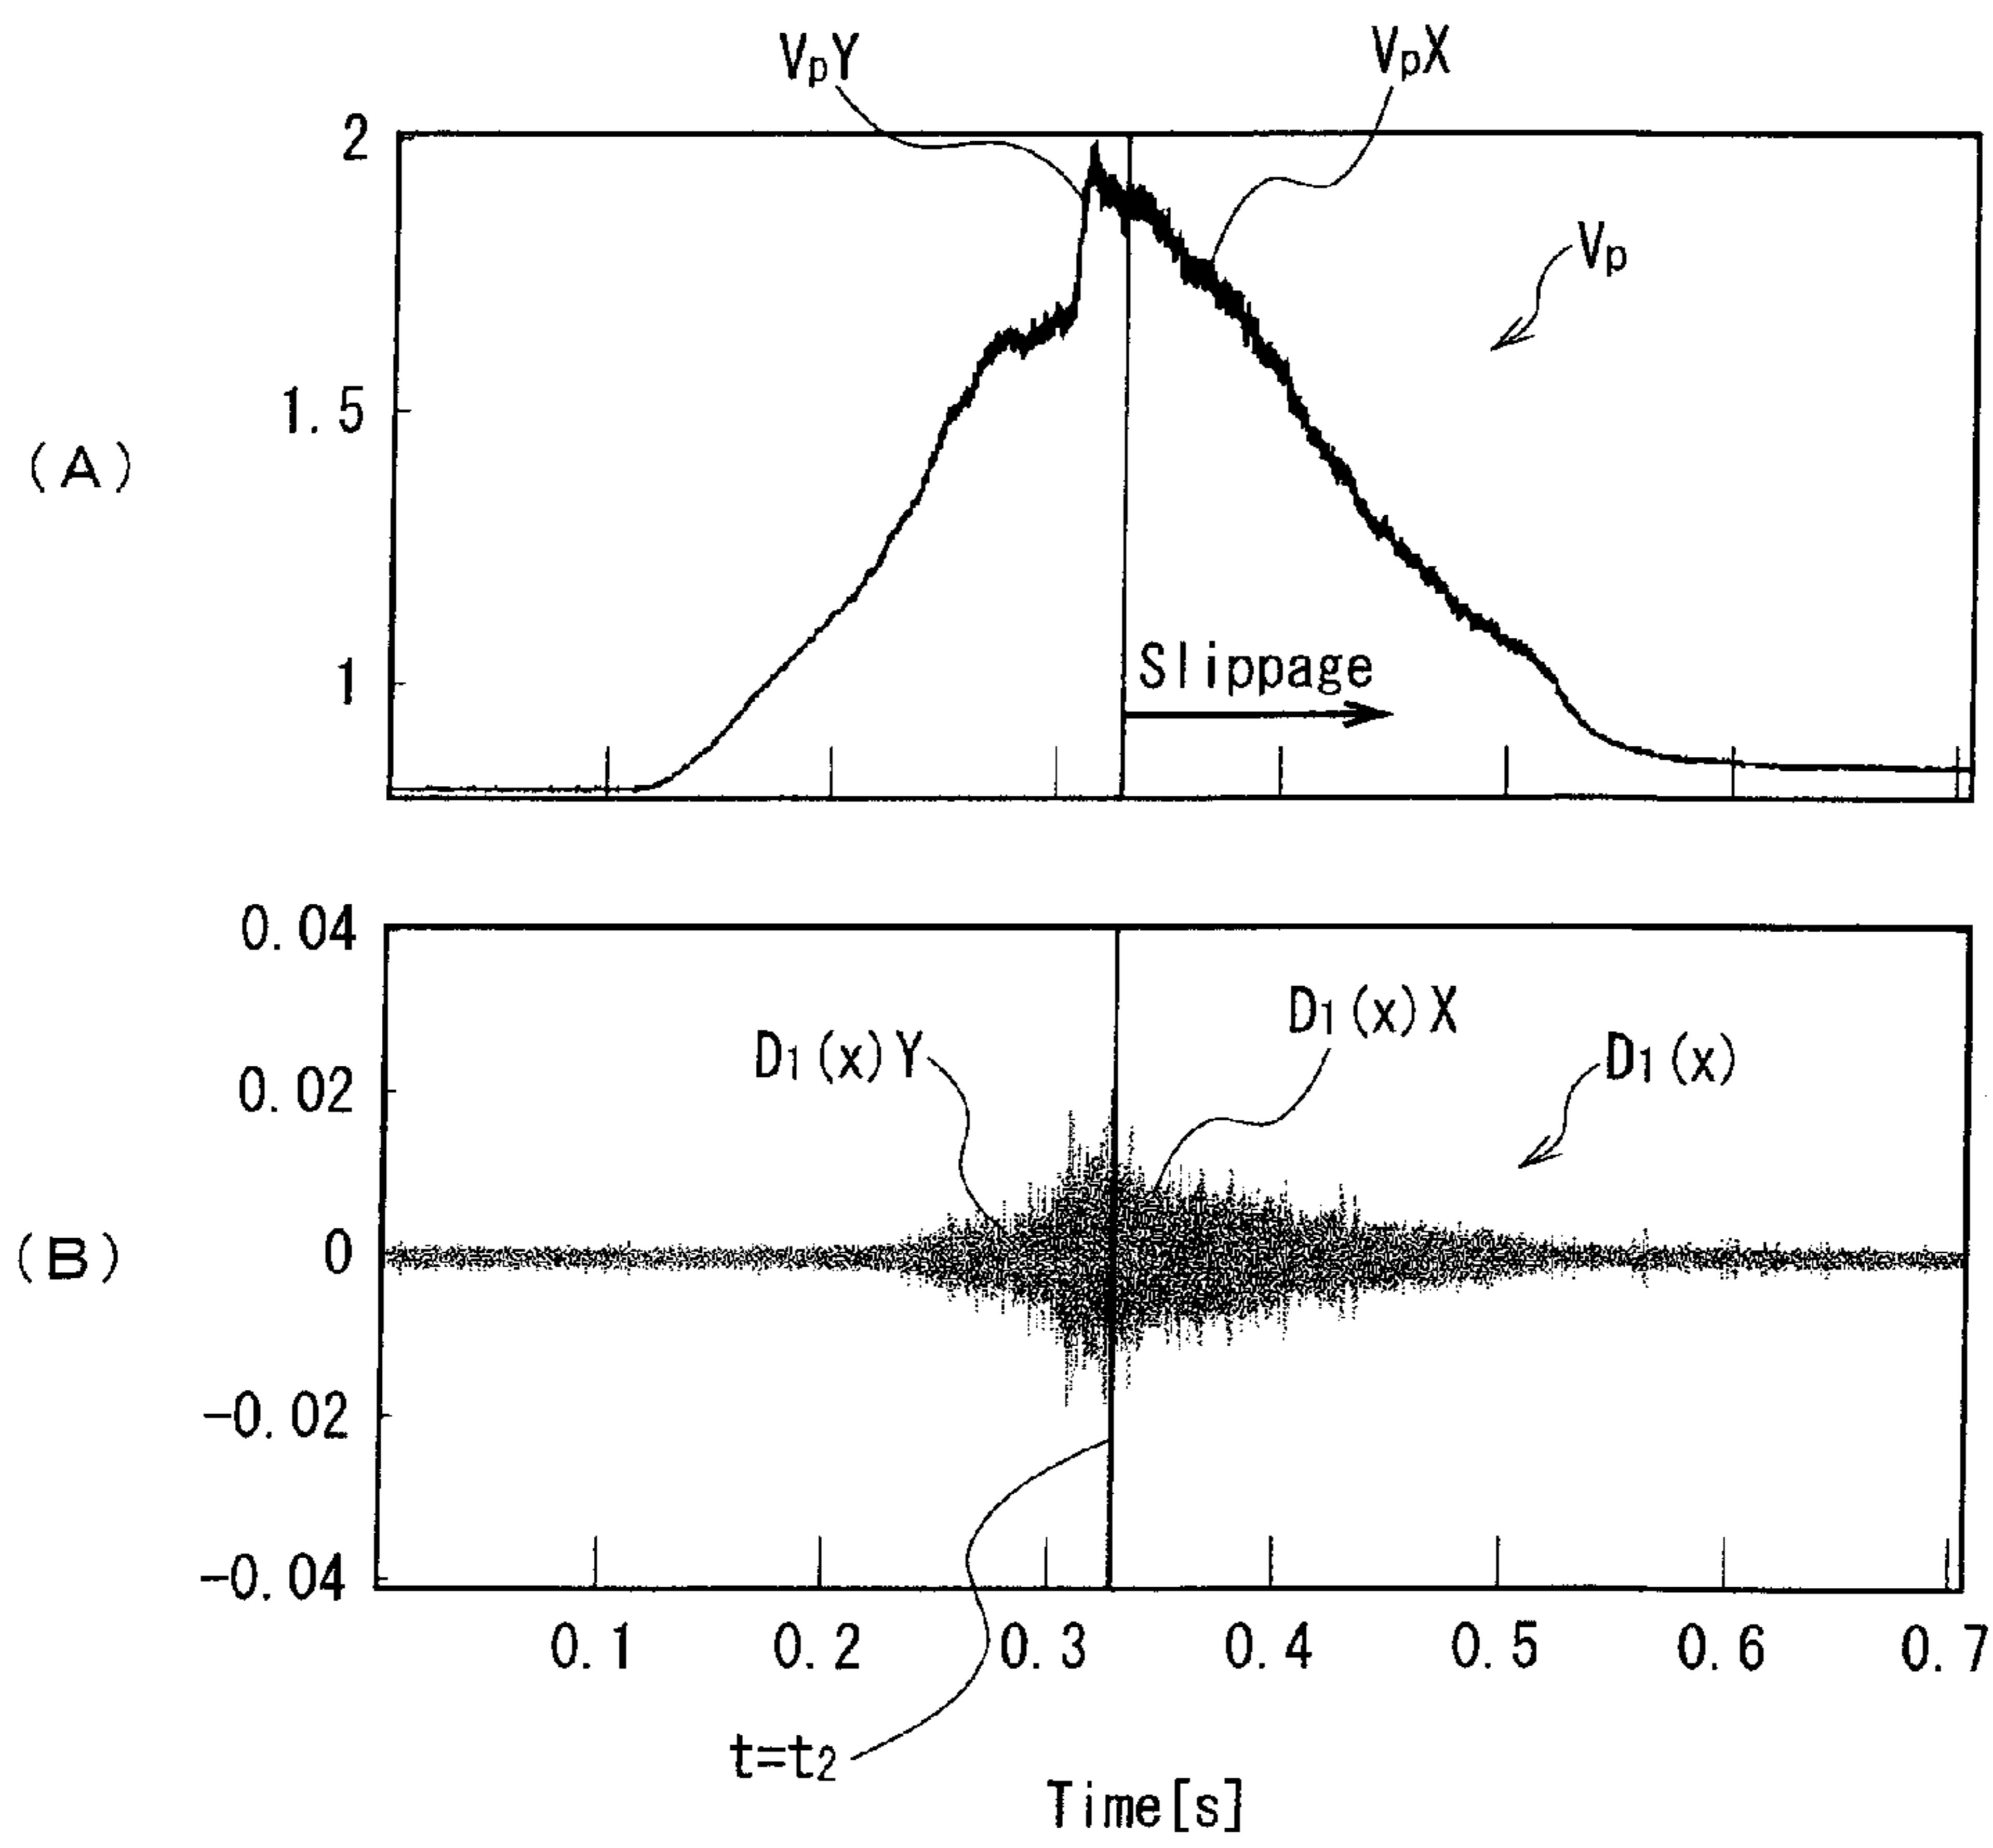 VpY
VpX
2
Vp
1.5
(A)
1
Slippage
0.04
D1(x)X
D1(x)Y
D1(x)
0.02
(B)
0
-0.02
-0.04
0.1 0.2 0.3 0.4 0.5 0.6 0.7
t=t2
Time[s]